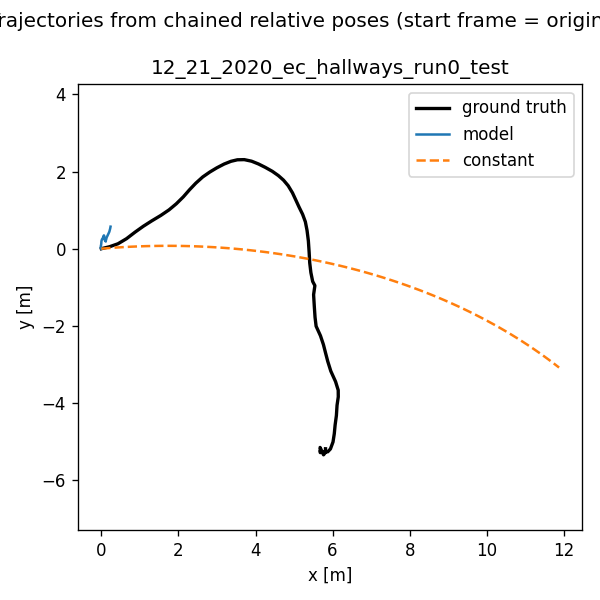 rajectories from chained relative poses (start frame = origin
12_21_2020_ec_hallways_run0_test
ground truth
model
constant
4
2
0
−2
−4
−6
y [m]
0 2 4 6 8 10 12
x [m]